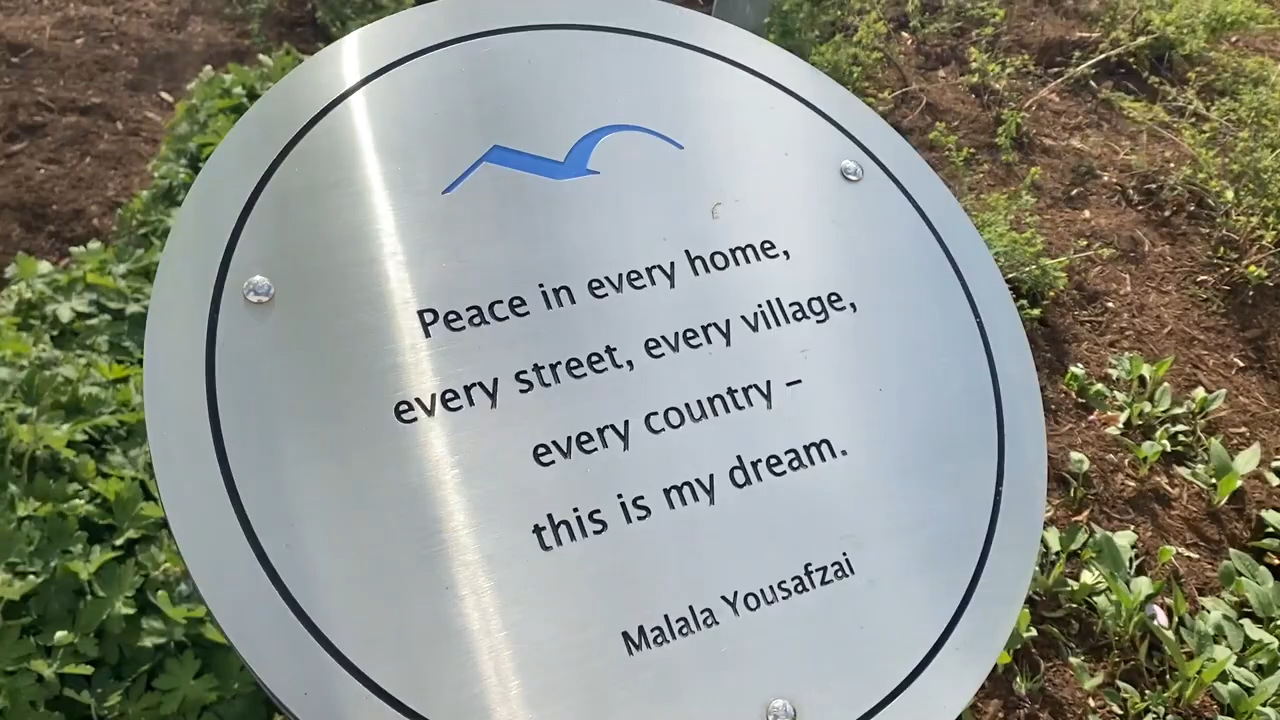 Peace in every home,
every street, every village,
every country –
this is my dream.
Malala Yousafzai